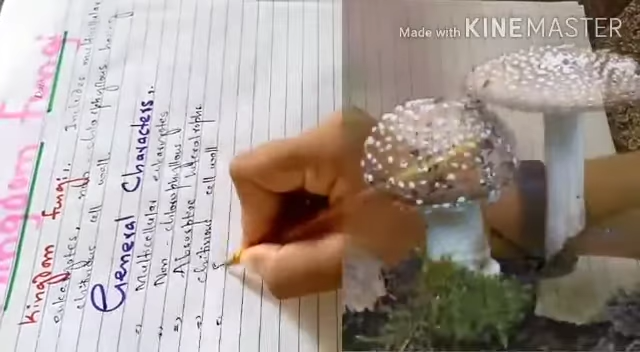 Made with KINEMASTER
Kingdom Fungi
Kingdom fungi:. Includes multicellular
eukaryotes, non-chlorophyllous having
chitinous cell wall
General Characters:
Multicellular eukaryotes
Non-chlorophyllous
Absorptive heterotrophic
chitinous cell wall